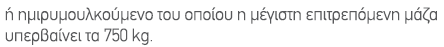 ή ημιρυμουλκούμενο του οποίου η μέγιστη επιτρεπόμενη μάζα
υπερβαίνει τα 750 kg.